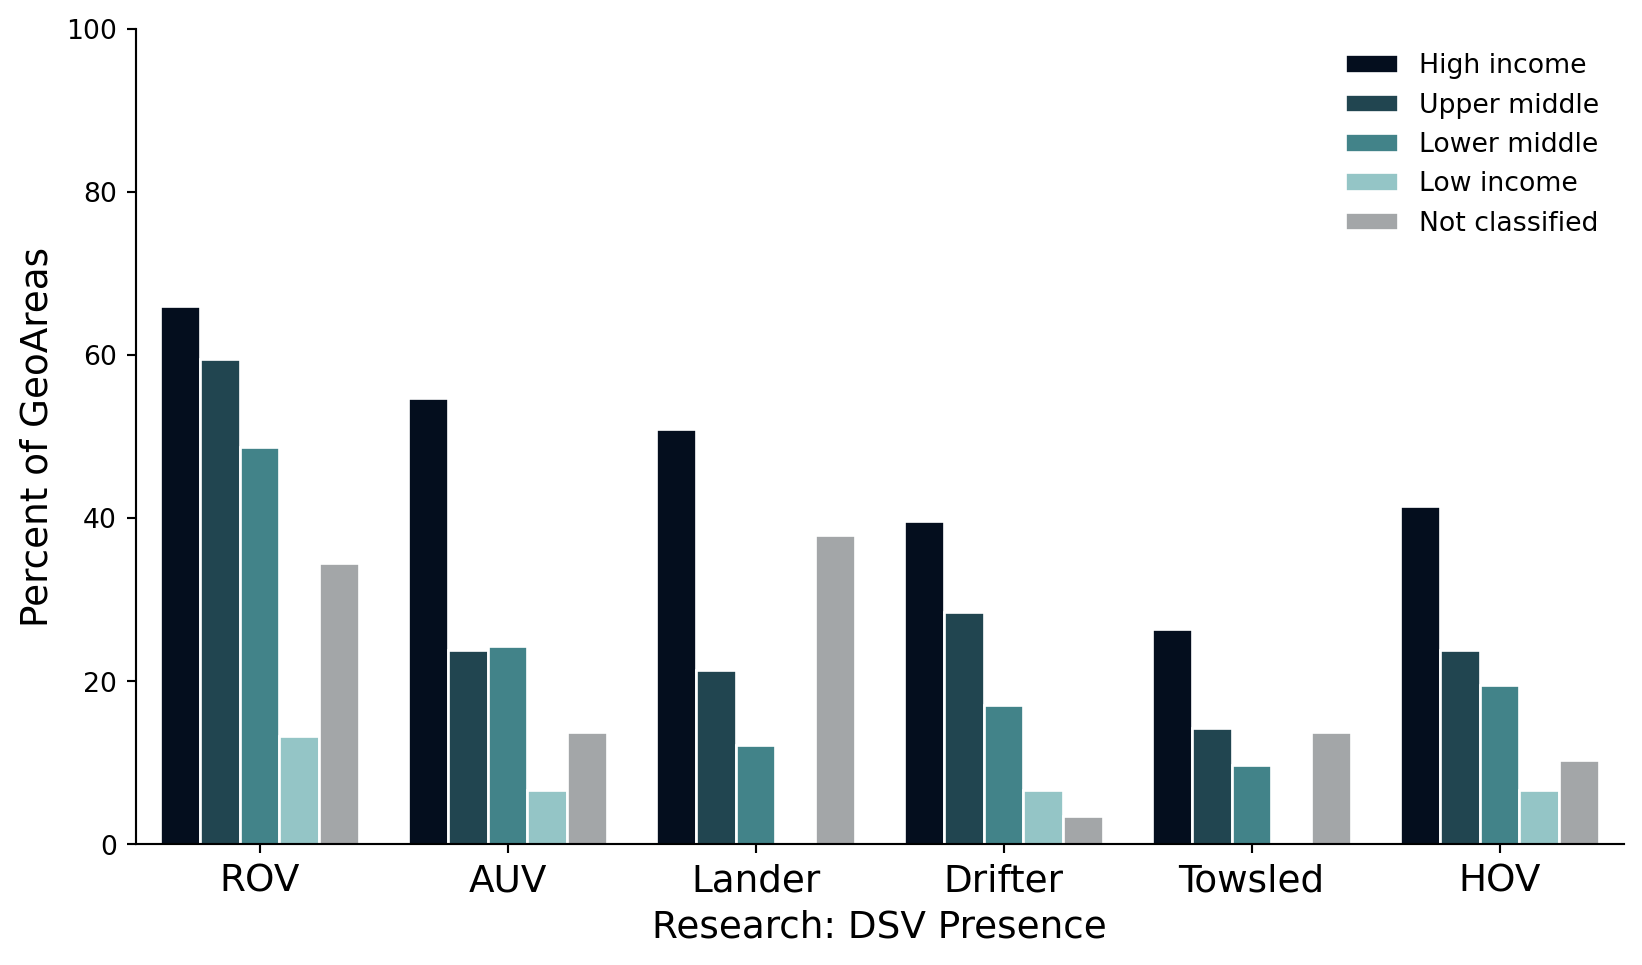 100
80
60
40
20
0
Percent of GeoAreas
High income
Upper middle
Lower middle
Low income
Not classified
ROV AUV Lander Drifter Towsled HOV
Research: DSV Presence